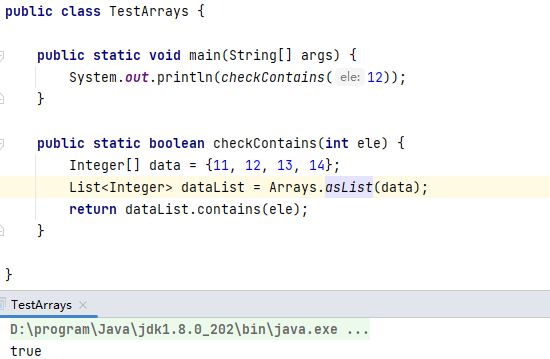 public class TestArrays {
public static void main(String[] args) {
System.out.println(checkContains( ele: 12));
}
public static boolean checkContains(int ele) {
Integer[] data = {11, 12, 13, 14};
List<Integer> dataList = Arrays.asList(data);
return dataList.contains(ele);
}
}
TestArrays ×
D:\program\Java\jdk1.8.0_202\bin\java.exe ...
true